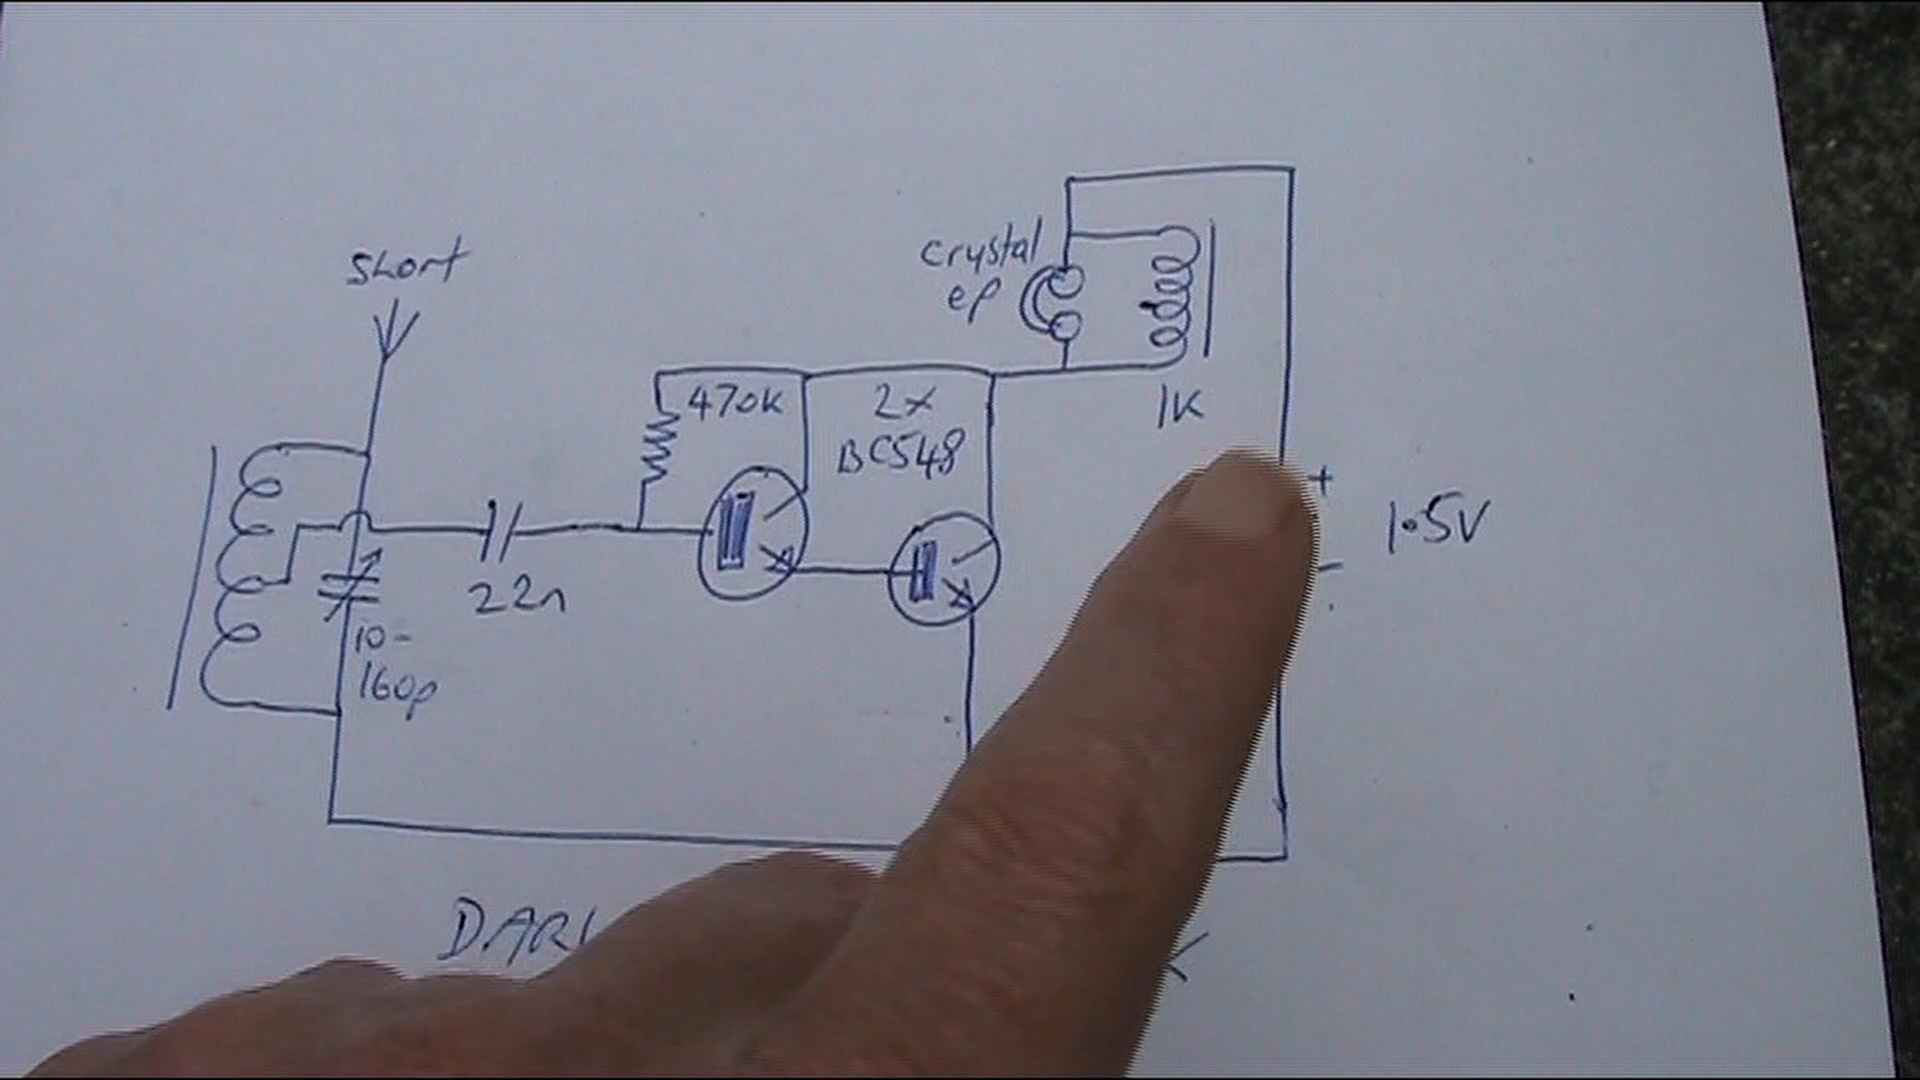 short
crystal
ep
470k
2x
BC548
1K
+
1.5V
-
22n
10-
160p